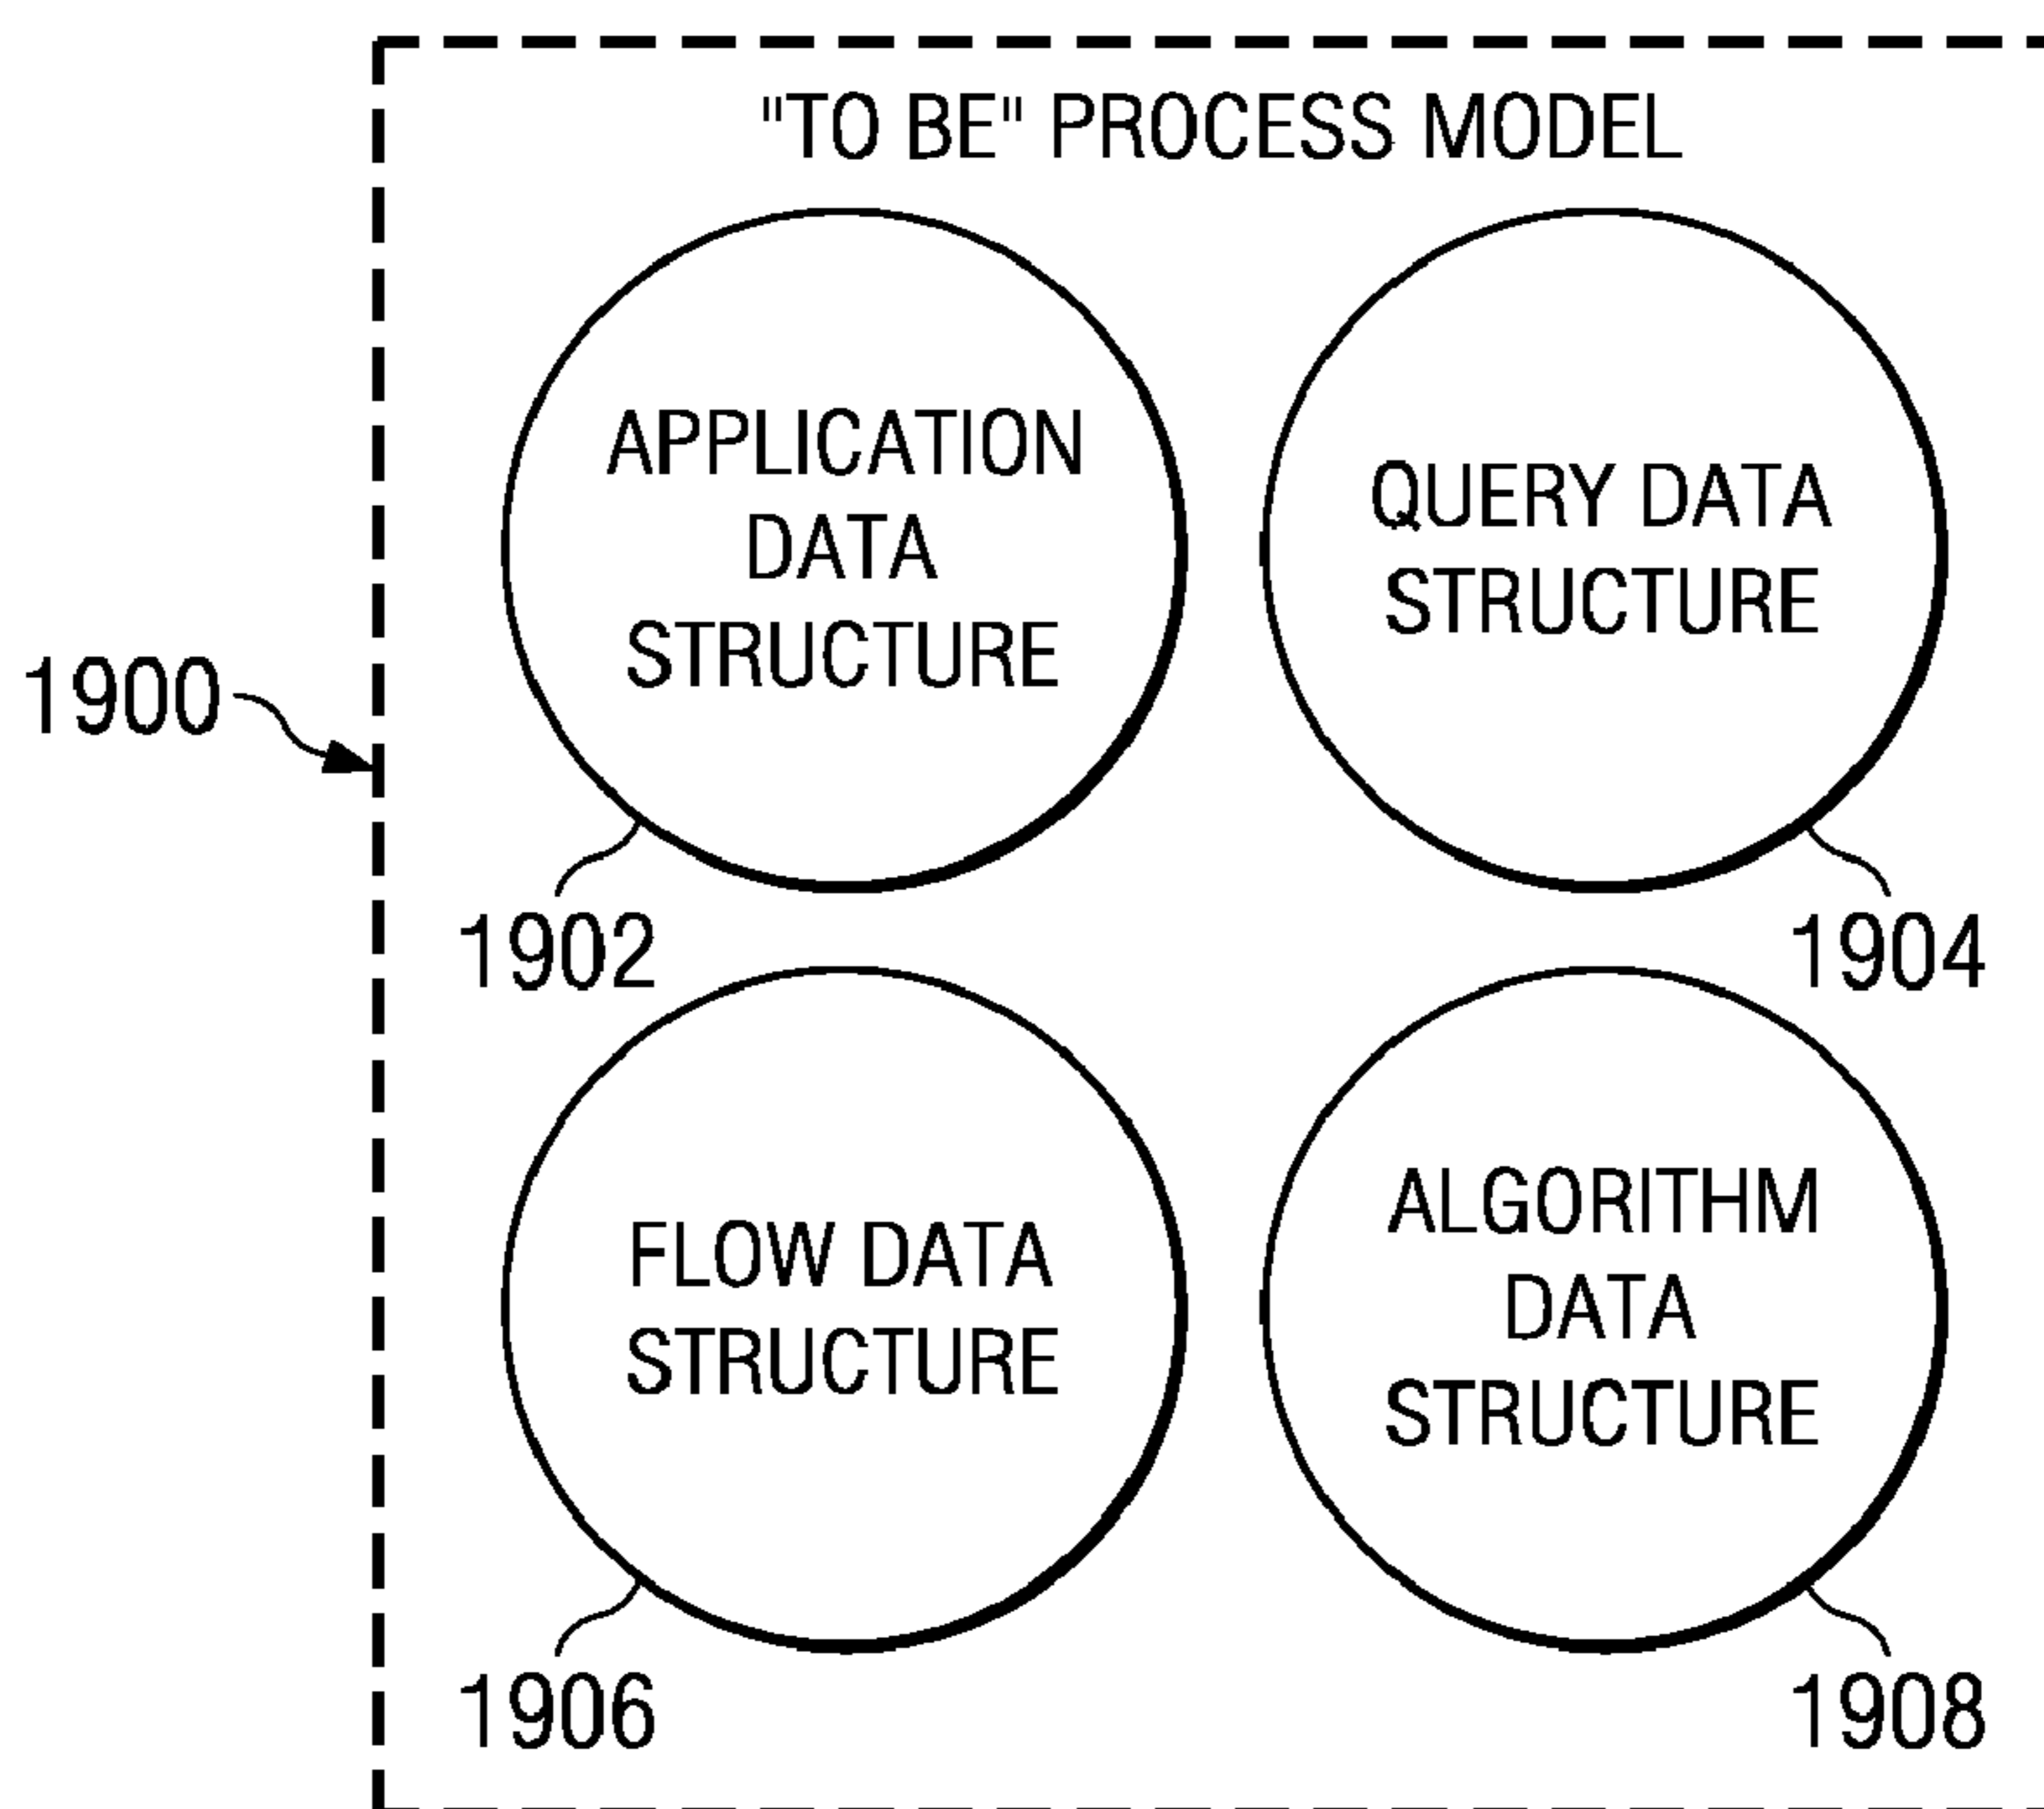 "TO BE" PROCESS MODEL
APPLICATION
DATA
STRUCTURE
QUERY DATA
STRUCTURE
1900
1902
1904
FLOW DATA
STRUCTURE
ALGORITHM
DATA
STRUCTURE
1906
1908